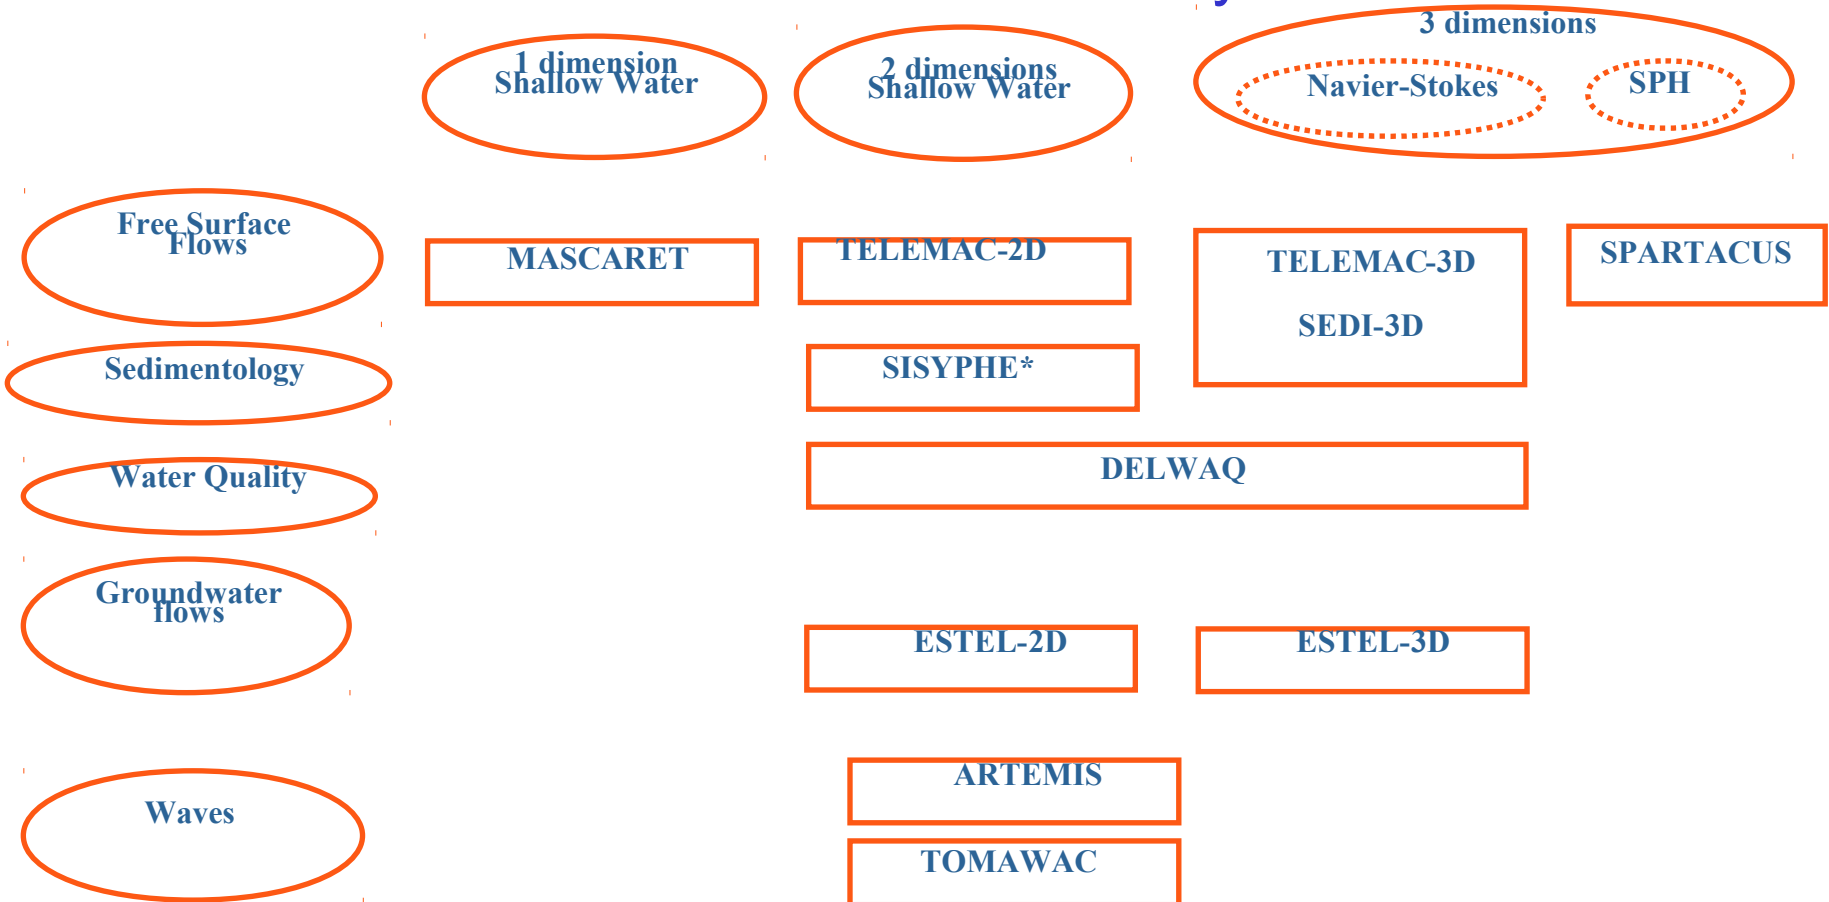 3 dimensions
1 dimension
Shallow Water
2 dimensions
Shallow Water
Navier-Stokes
SPH
Free Surface
Flows
MASCARET
TELEMAC-2D
TELEMAC-3D
SPARTACUS
SEDI-3D
Sedimentology
SISYPHE*
Water Quality
DELWAQ
Groundwater
flows
ESTEL-2D
ESTEL-3D
ARTEMIS
Waves
TOMAWAC